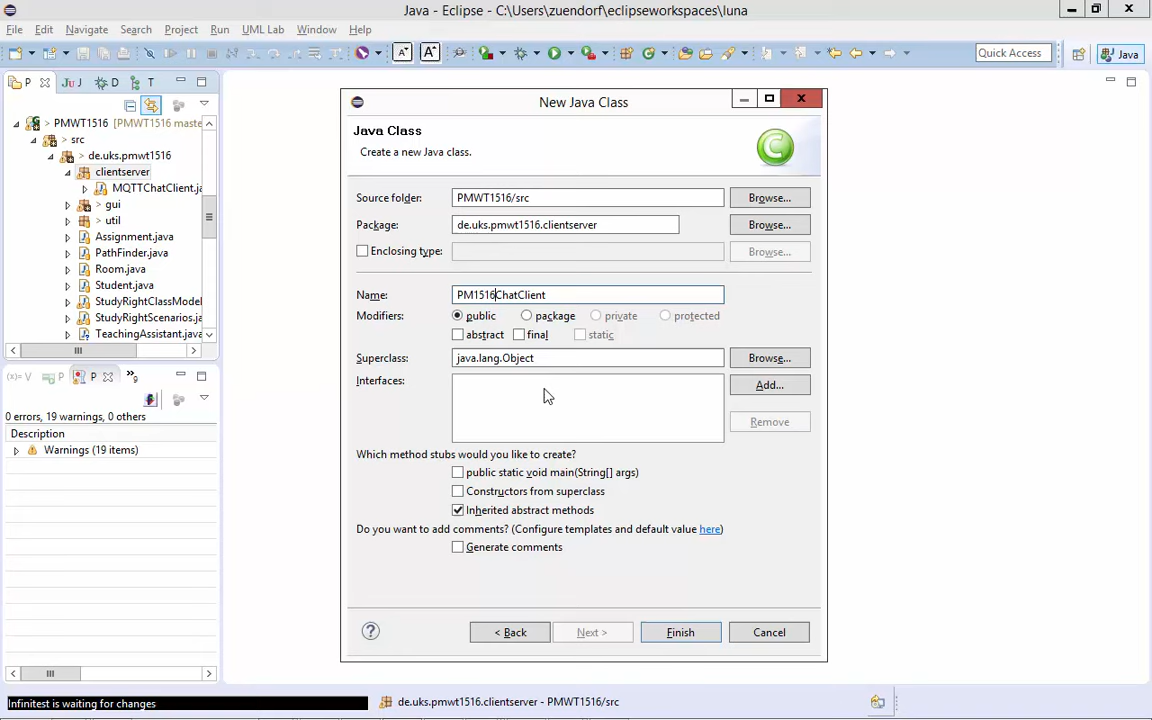 Java - Eclipse - C:\Users\zuendorf\eclipseworkspaces\luna
File Edit Navigate Search Project Run UML Lab Window Help
Quick Access
Java
P
Ju J
D
T
> PMWT1516 [PMWT1516 maste
> src
> de.uks.pmwt1516
clientserver
MQTTChatClient.ja
> gui
> util
Assignment.java
PathFinder.java
Room.java
Student.java
StudyRightClassModel
StudyRightScenarios.j
TeachingAssistant.java
(x)= V
P
P
»9
0 errors, 19 warnings, 0 others
Description
Warnings (19 items)
New Java Class
Java Class
Create a new Java class.
Source folder: PMWT1516/src Browse...
Package: de.uks.pmwt1516.clientserver Browse...
Enclosing type: Browse...
Name: PM1516ChatClient
Modifiers: public package private protected
abstract final static
Superclass: java.lang.Object Browse...
Interfaces: Add...
Remove
Which method stubs would you like to create?
public static void main(String[] args)
Constructors from superclass
Inherited abstract methods
Do you want to add comments? (Configure templates and default value here)
Generate comments
< Back Next > Finish Cancel
Infinitest is waiting for changes
de.uks.pmwt1516.clientserver - PMWT1516/src